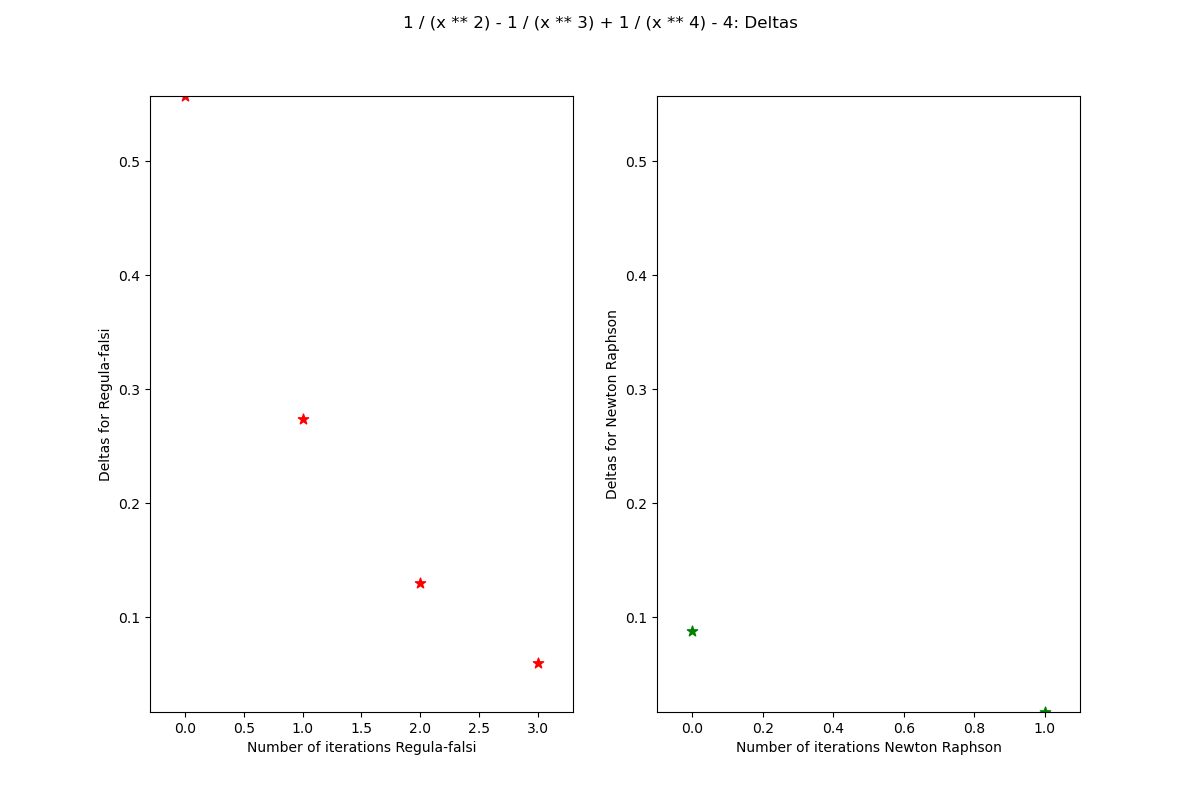 1 / (x ** 2) - 1 / (x ** 3) + 1 / (x ** 4) - 4: Deltas
Deltas for Regula-falsi
0.5
0.4
0.3
0.2
0.1
0.0 0.5 1.0 1.5 2.0 2.5 3.0
Number of iterations Regula-falsi
Deltas for Newton Raphson
0.5
0.4
0.3
0.2
0.1
0.0 0.2 0.4 0.6 0.8 1.0
Number of iterations Newton Raphson